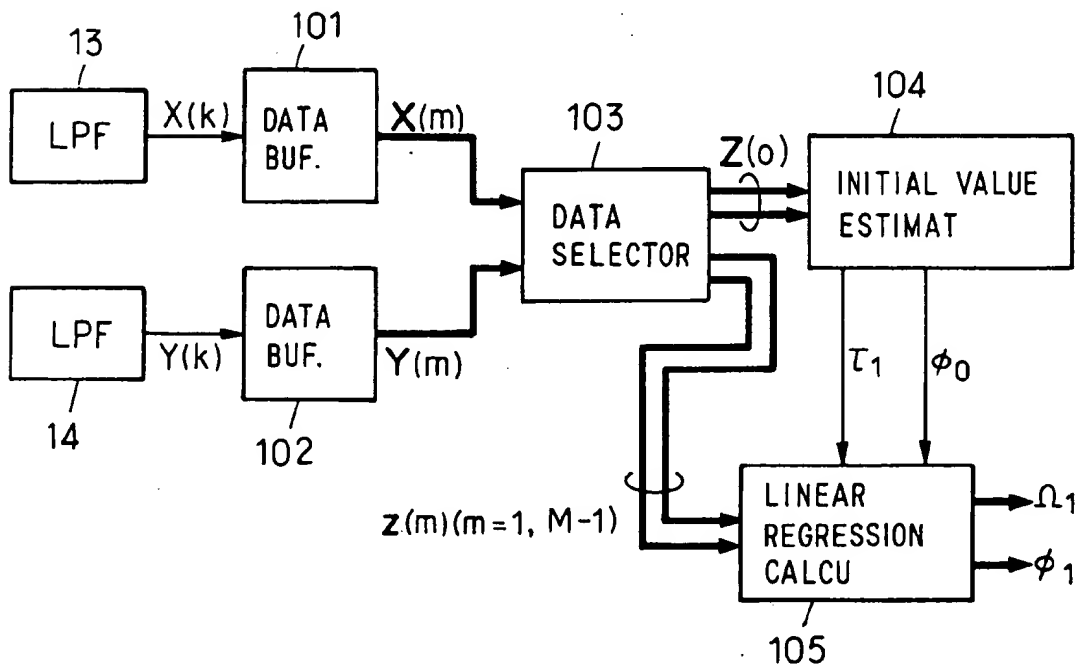 13
101
LPF
X(k)
DATA
BUF.
X(m)
103
104
Z(0)
DATA
SELECTOR
INITIAL VALUE
ESTIMAT
LPF
Y(k)
DATA
BUF.
Y(m)
14
102
τ1
ϕ0
z(m)(m=1, M-1)
LINEAR
REGRESSION
CALCU
Ω1
ϕ1
105